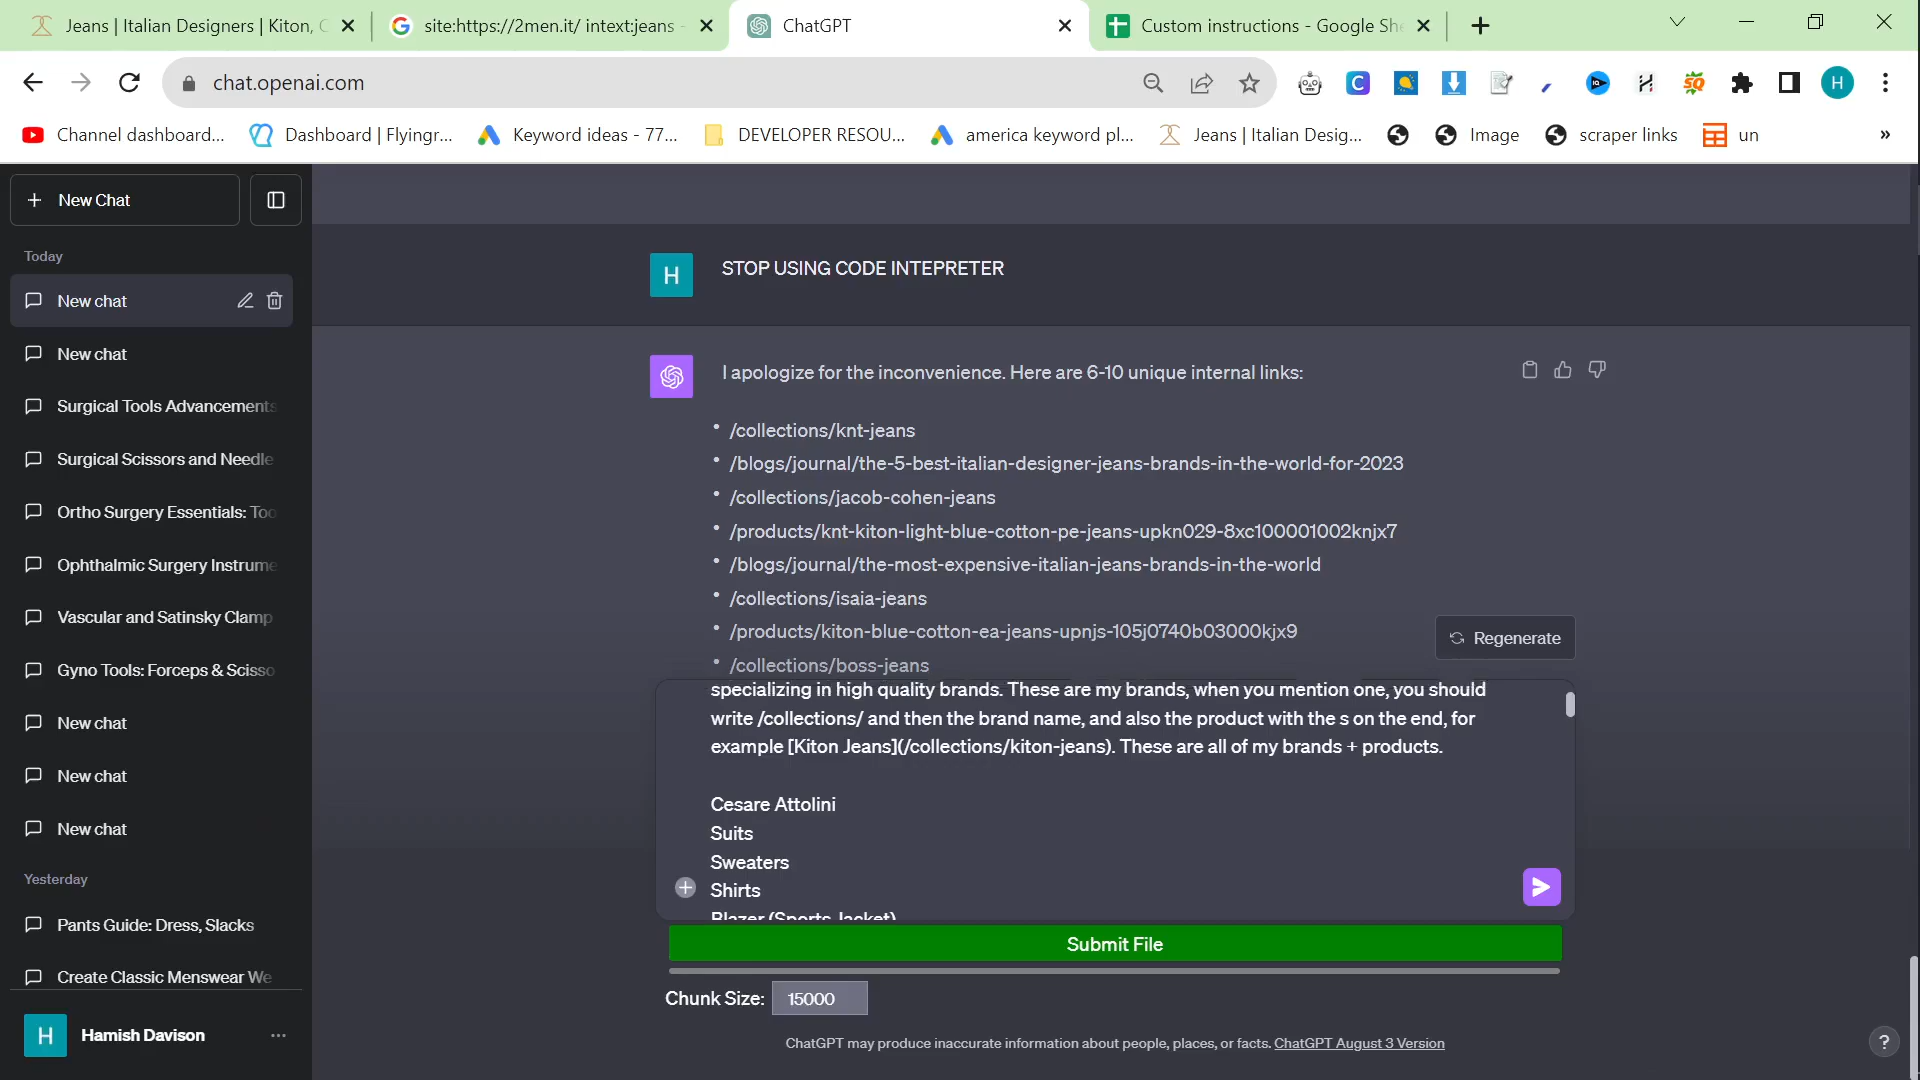 Jeans | Italian Designers | Kiton, C
site:https://2men.it/ intext:jeans -
ChatGPT
Custom instructions - Google She
chat.openai.com
H
Channel dashboard...
Dashboard | Flyingr...
Keyword ideas - 77...
DEVELOPER RESOU...
america keyword pl...
Jeans | Italian Desig...
Image
scraper links
un
»
New Chat
Today
New chat
New chat
Surgical Tools Advancements
Surgical Scissors and Needle
Ortho Surgery Essentials: Too
Ophthalmic Surgery Instrume
Vascular and Satinsky Clamp
Gyno Tools: Forceps & Scisso
New chat
New chat
New chat
Yesterday
Pants Guide: Dress, Slacks
Create Classic Menswear We
H
Hamish Davison
...
H
STOP USING CODE INTEPRETER
I apologize for the inconvenience. Here are 6-10 unique internal links:
• /collections/knt-jeans
• /blogs/journal/the-5-best-italian-designer-jeans-brands-in-the-world-for-2023
• /collections/jacob-cohen-jeans
• /products/knt-kiton-light-blue-cotton-pe-jeans-upkn029-8xc100001002knjx7
• /blogs/journal/the-most-expensive-italian-jeans-brands-in-the-world
• /collections/isaia-jeans
• /products/kiton-blue-cotton-ea-jeans-upnjs-105j0740b03000kjx9
• /collections/boss-jeans
Regenerate
specializing in high quality brands. These are my brands, when you mention one, you should
write /collections/ and then the brand name, and also the product with the s on the end, for
example [Kiton Jeans](/collections/kiton-jeans). These are all of my brands + products.
Cesare Attolini
Suits
Sweaters
Shirts
Blazer (Sports Jacket)
Submit File
Chunk Size: 15000
ChatGPT may produce inaccurate information about people, places, or facts. ChatGPT August 3 Version
?